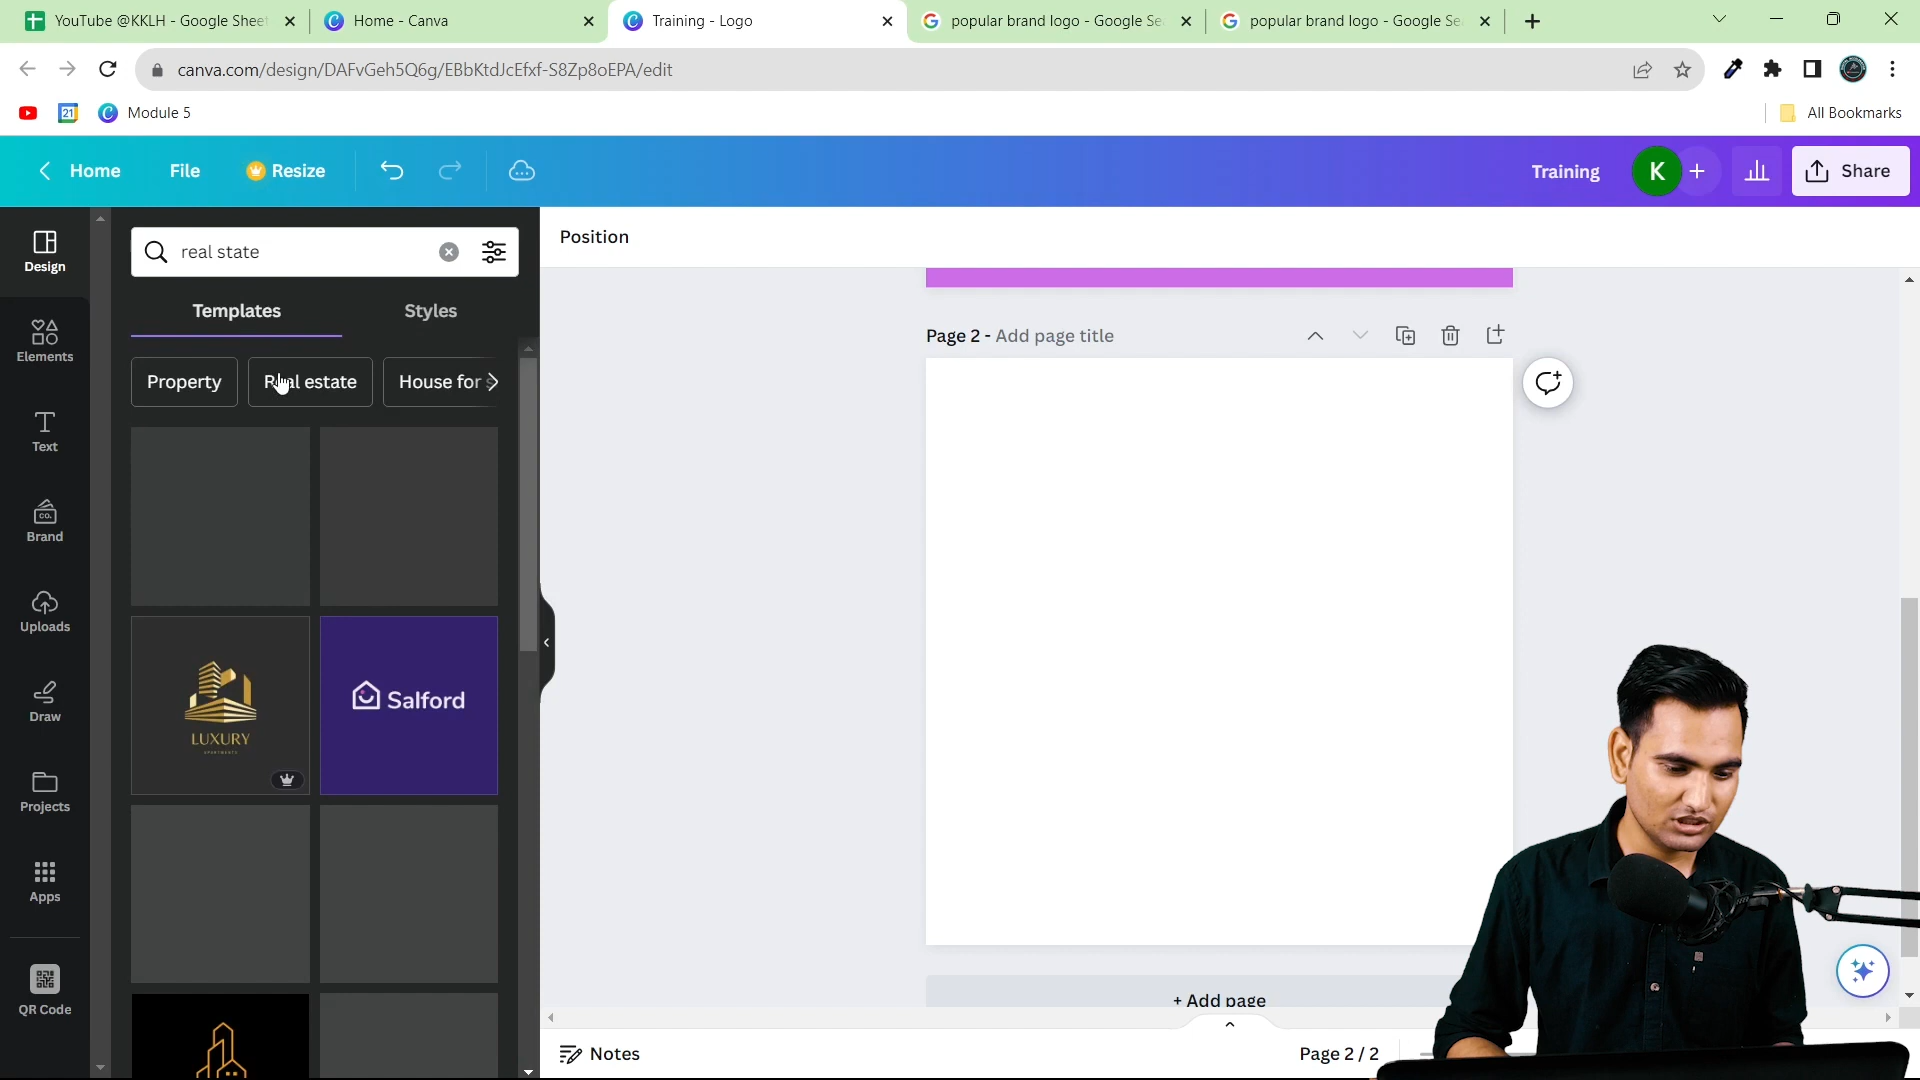 YouTube @KKLH - Google Sheet
Home - Canva
Training - Logo
popular brand logo - Google Se
popular brand logo - Google Se
canva.com/design/DAFvGeh5Q6g/EBbKtdJcEfxf-S8Zp8oEPA/edit
21
Module 5
All Bookmarks
Home
File
Resize
Training
K
Share
Design
Elements
Text
Brand
Uploads
Draw
Projects
Apps
QR Code
real state
Templates
Styles
Property
Real estate
House for s
LUXURY
APARTMENTS
Salford
Position
Page 2 - Add page title
+ Add page
Notes
Page 2 / 2